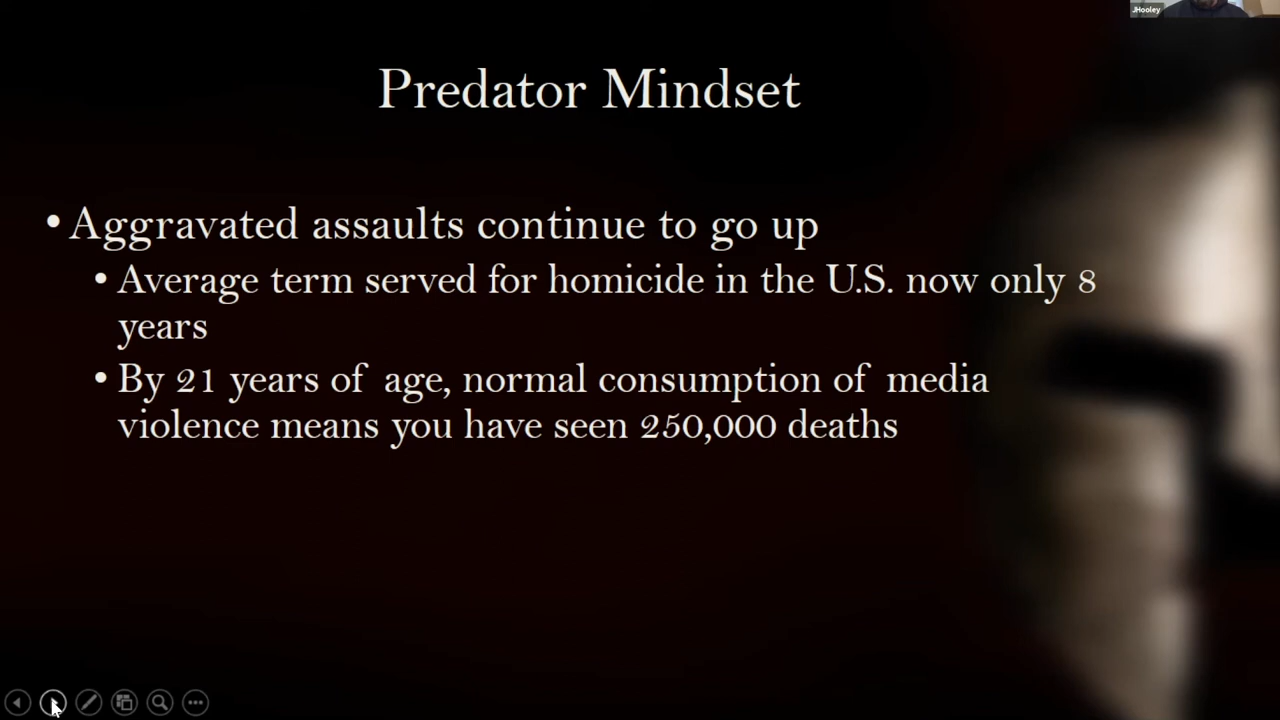 JHooley
Predator Mindset
• Aggravated assaults continue to go up
• Average term served for homicide in the U.S. now only 8
years
• By 21 years of age, normal consumption of media
violence means you have seen 250,000 deaths